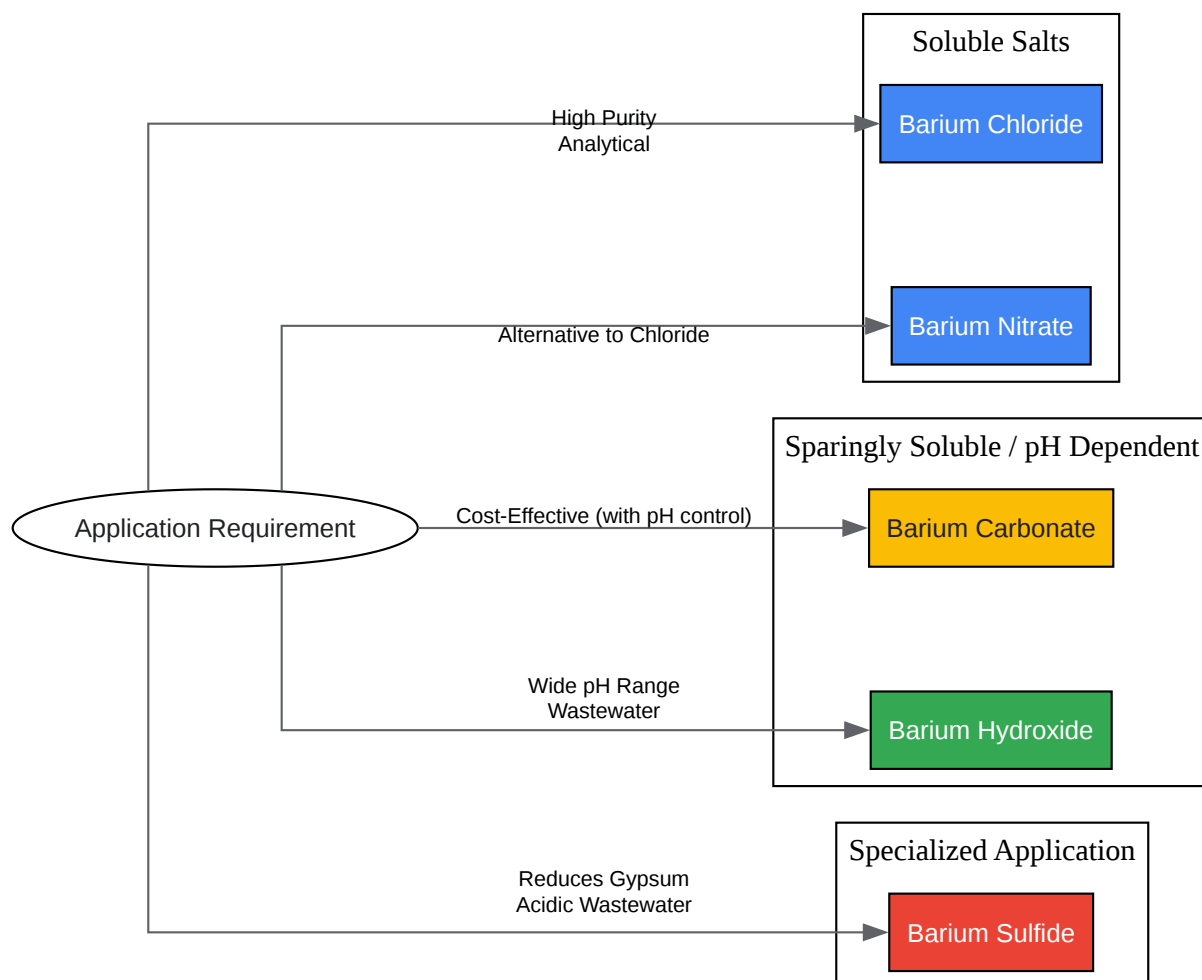 Soluble Salts
High Purity
Analytical
Barium Chloride
Alternative to Chloride
Barium Nitrate
Sparingly Soluble / pH Dependent
Application Requirement
Cost-Effective (with pH control)
Barium Carbonate
Wide pH Range
Wastewater
Barium Hydroxide
Specialized Application
Reduces Gypsum
Acidic Wastewater
Barium Sulfide